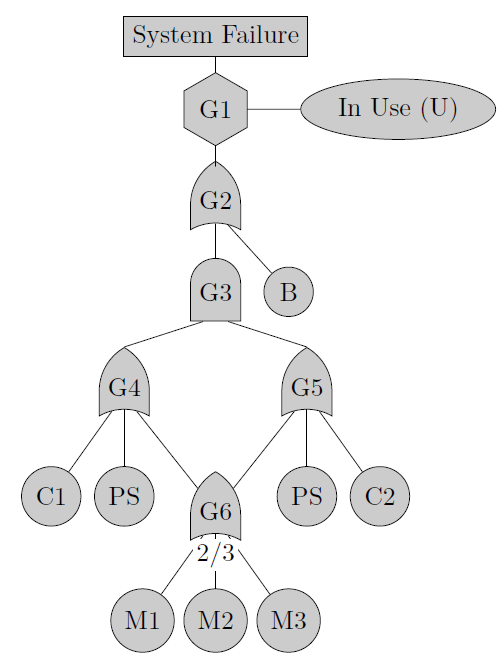 System Failure
G1
In Use (U)
G2
G3
B
G4
G5
C1
PS
G6
PS
C2
2/3
M1
M2
M3